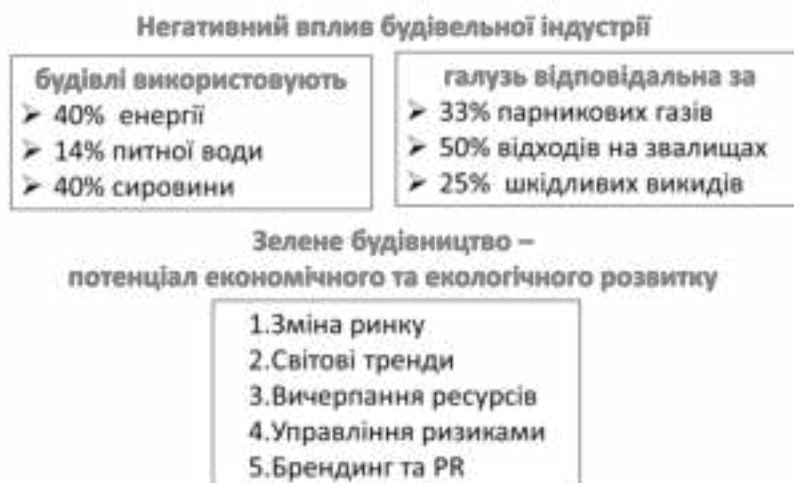 Негативний вплив будівельної індустрії
будівлі використовують
➢ 40% енергії
➢ 14% питної води
➢ 40% сировини
галузь відповідальна за
➢ 33% парникових газів
➢ 50% відходів на звалищах
➢ 25% шкідливих викидів
Зелене будівництво –
потенціал економічного та екологічного розвитку
1.Зміна ринку
2.Світові тренди
3.Вичерпання ресурсів
4.Управління ризиками
5.Брендинг та PR